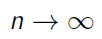 n → ∞